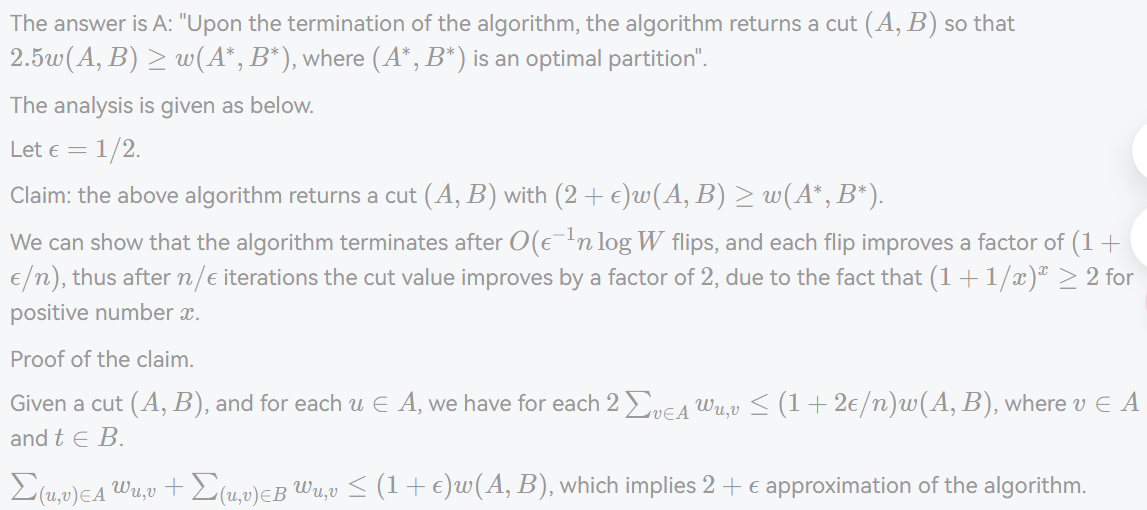 The answer is A: "Upon the termination of the algorithm, the algorithm returns a cut $(A, B)$ so that
$2.5w(A, B) \geq w(A^*, B^*)$, where $(A^*, B^*)$ is an optimal partition".
The analysis is given as below.
Let $\epsilon = 1/2$.
Claim: the above algorithm returns a cut $(A, B)$ with $(2 + \epsilon)w(A, B) \geq w(A^*, B^*)$.
We can show that the algorithm terminates after $O(\epsilon^{-1} n \log W$ flips, and each flip improves a factor of $(1 +$
$\epsilon/n)$, thus after $n/\epsilon$ iterations the cut value improves by a factor of 2, due to the fact that $(1 + 1/x)^x \geq 2$ for
positive number $x$.
Proof of the claim.
Given a cut $(A, B)$, and for each $u \in A$, we have for each $2 \sum_{v \in A} w_{u,v} \leq (1 + 2\epsilon/n)w(A, B)$, where $v \in A$
and $t \in B$.
$\sum_{(u,v) \in A} w_{u,v} + \sum_{(u,v) \in B} w_{u,v} \leq (1 + \epsilon)w(A, B)$, which implies $2 + \epsilon$ approximation of the algorithm.